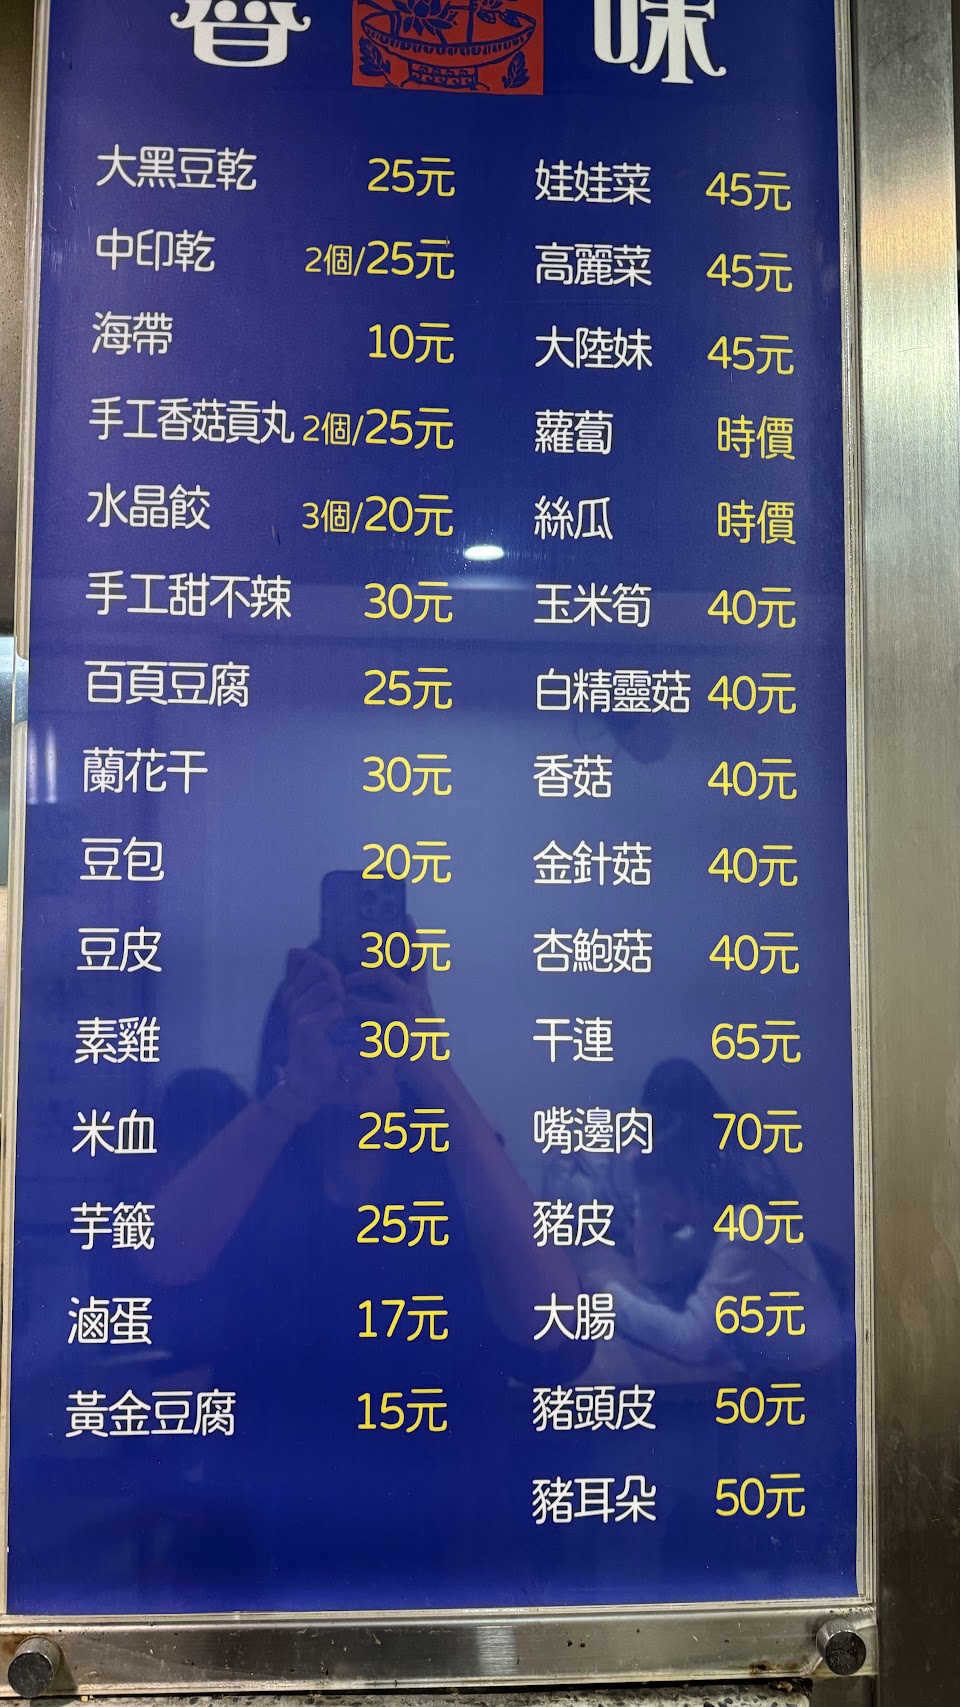 香 味
大黑豆乾 25元
中印乾 2個/25元
海帶 10元
手工香菇貢丸 2個/25元
水晶餃 3個/20元
手工甜不辣 30元
百頁豆腐 25元
蘭花干 30元
豆包 20元
豆皮 30元
素雞 30元
米血 25元
芋籤 25元
滷蛋 17元
黃金豆腐 15元
娃娃菜 45元
高麗菜 45元
大陸妹 45元
蘿蔔 時價
絲瓜 時價
玉米筍 40元
白精靈菇 40元
香菇 40元
金針菇 40元
杏鮑菇 40元
干連 65元
嘴邊肉 70元
豬皮 40元
大腸 65元
豬頭皮 50元
豬耳朵 50元